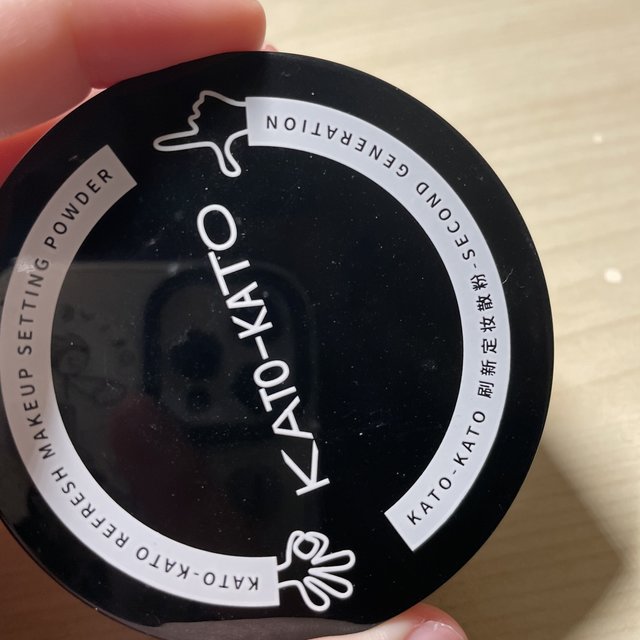 KATO-KATO
KATO-KATO REFRESH MAKEUP SETTING POWDER
KATO-KATO 刷新定妆散粉-SECOND GENERATION